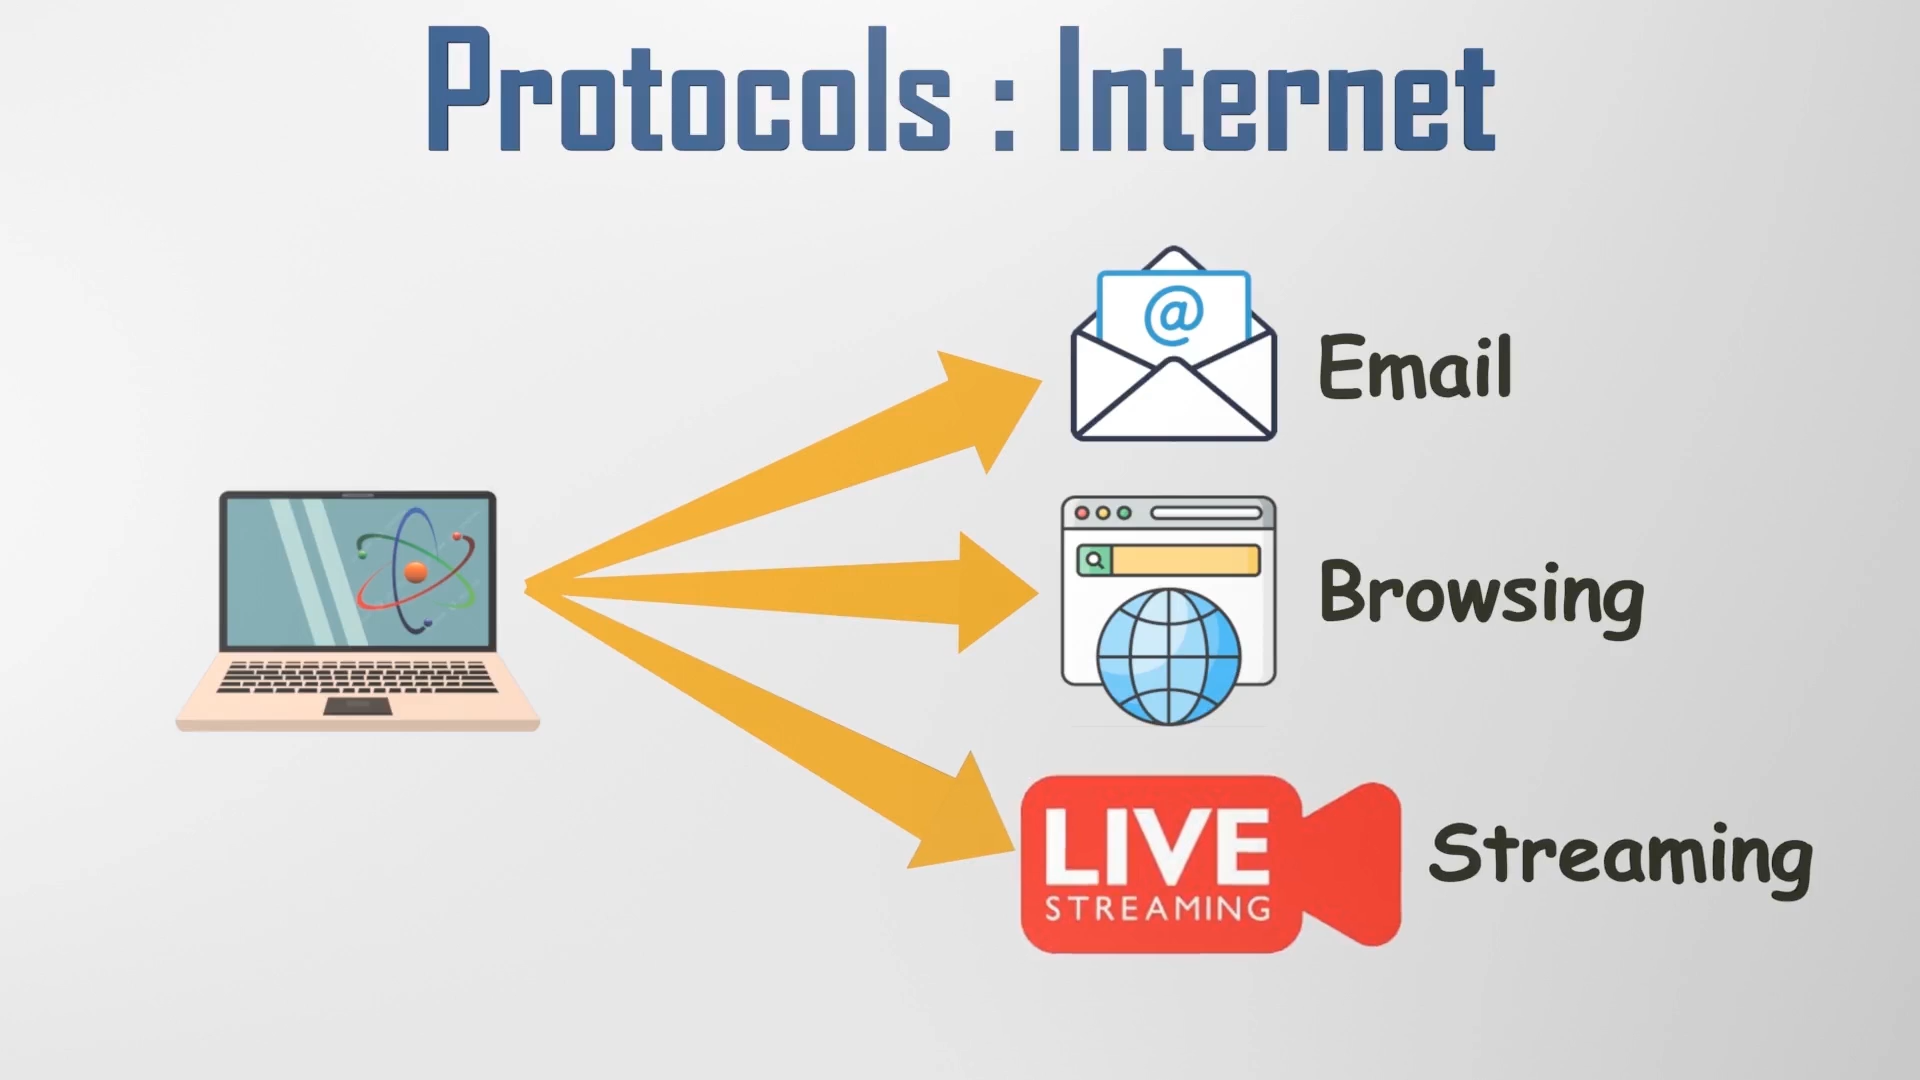 Protocols : Internet
@
Email
Browsing
LIVE
STREAMING
Streaming